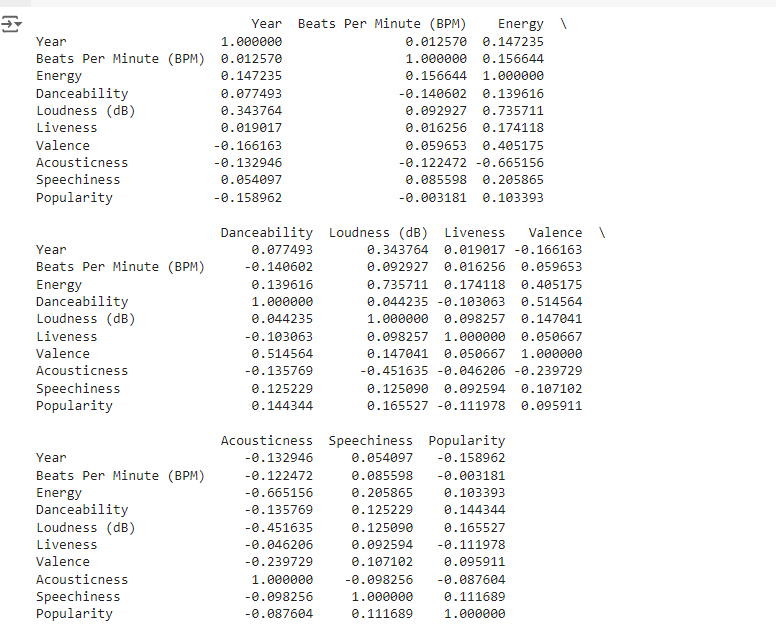 Year Beats Per Minute (BPM) Energy \
Year 1.000000 0.012570 0.147235
Beats Per Minute (BPM) 0.012570 1.000000 0.156644
Energy 0.147235 0.156644 1.000000
Danceability 0.077493 -0.140602 0.139616
Loudness (dB) 0.343764 0.092927 0.735711
Liveness 0.019017 0.016256 0.174118
Valence -0.166163 0.059653 0.405175
Acousticness -0.132946 -0.122472 -0.665156
Speechiness 0.054097 0.085598 0.205865
Popularity -0.158962 -0.003181 0.103393
Danceability Loudness (dB) Liveness Valence \
Year 0.077493 0.343764 0.019017 -0.166163
Beats Per Minute (BPM) -0.140602 0.092927 0.016256 0.059653
Energy 0.139616 0.735711 0.174118 0.405175
Danceability 1.000000 0.044235 -0.103063 0.514564
Loudness (dB) 0.044235 1.000000 0.098257 0.147041
Liveness -0.103063 0.098257 1.000000 0.050667
Valence 0.514564 0.147041 0.050667 1.000000
Acousticness -0.135769 -0.451635 -0.046206 -0.239729
Speechiness 0.125229 0.125090 0.092594 0.107102
Popularity 0.144344 0.165527 -0.111978 0.095911
Acousticness Speechiness Popularity
Year -0.132946 0.054097 -0.158962
Beats Per Minute (BPM) -0.122472 0.085598 -0.003181
Energy -0.665156 0.205865 0.103393
Danceability -0.135769 0.125229 0.144344
Loudness (dB) -0.451635 0.125090 0.165527
Liveness -0.046206 0.092594 -0.111978
Valence -0.239729 0.107102 0.095911
Acousticness 1.000000 -0.098256 -0.087604
Speechiness -0.098256 1.000000 0.111689
Popularity -0.087604 0.111689 1.000000